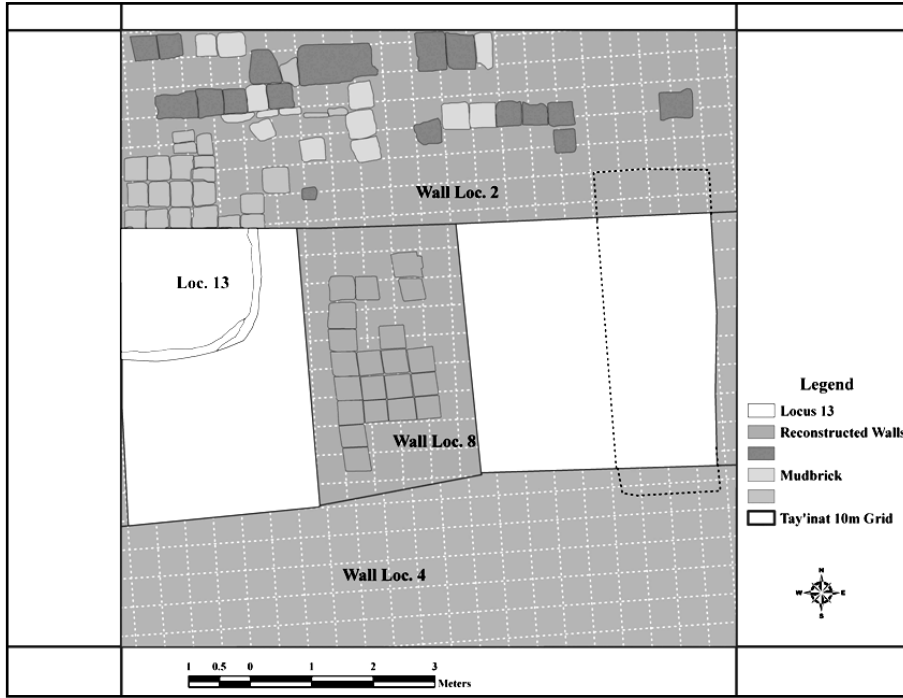 Wall Loc. 2
Loc. 13
Wall Loc. 8
Wall Loc. 4
Legend
Locus 13
Reconstructed Walls
Mudbrick
Tay'inat 10m Grid
N
W E
S
1 0.5 0 1 2 3
Meters